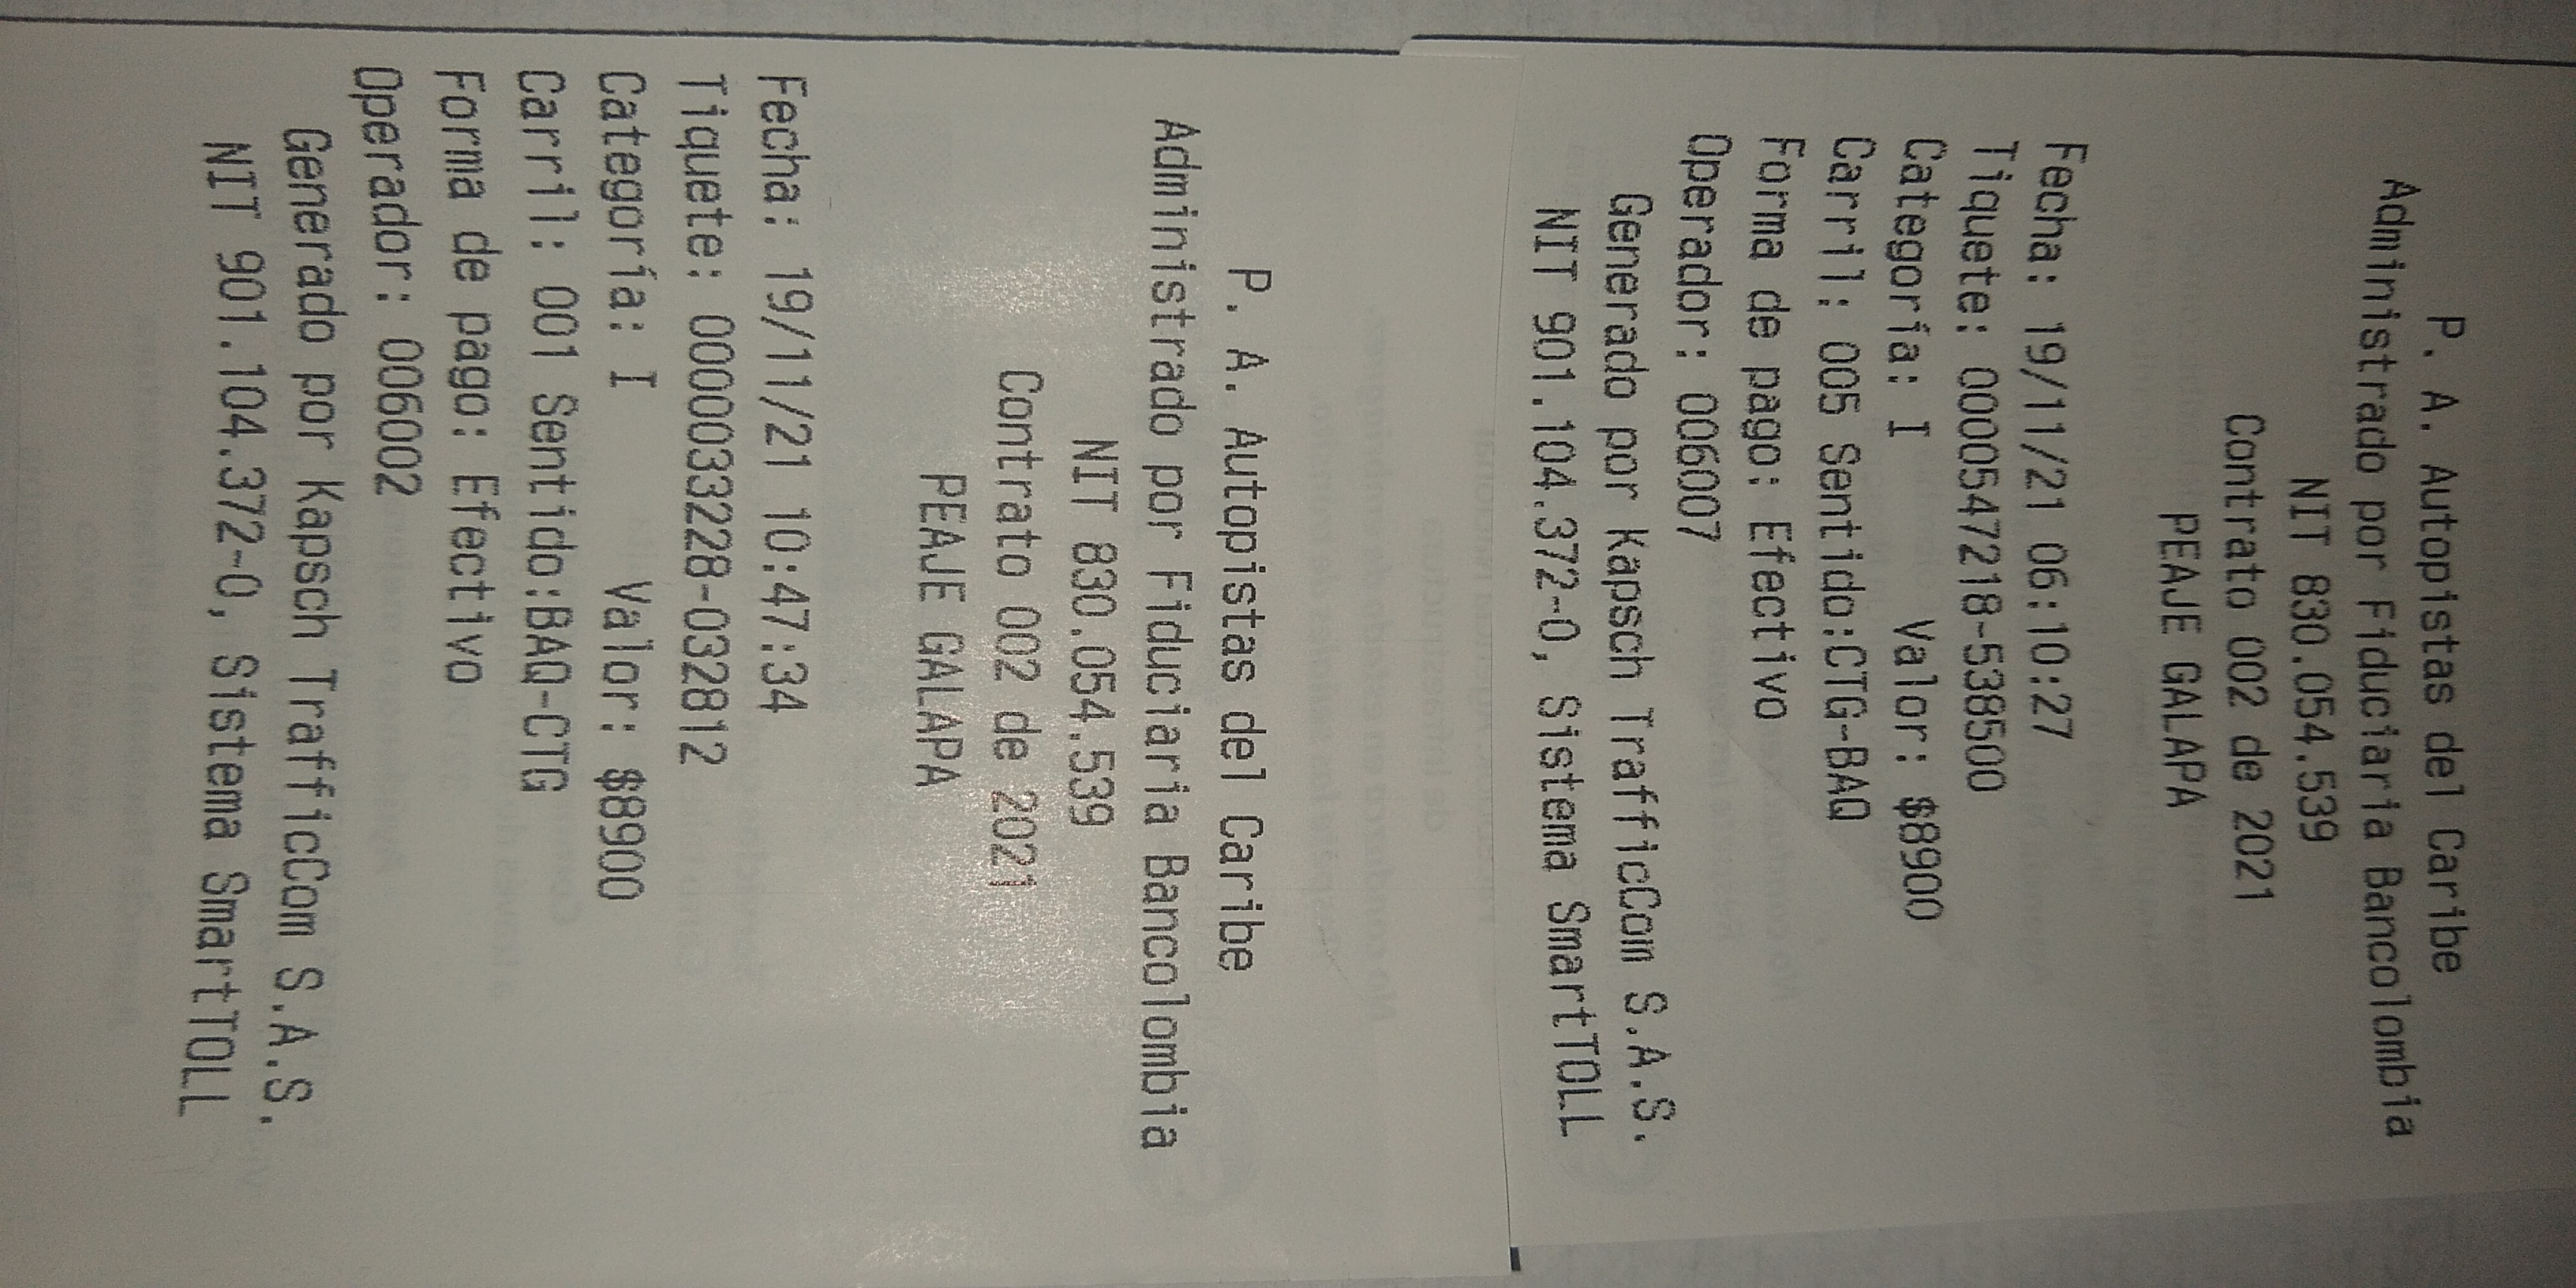 P. A. Autopistas del Caribe
Administrado por Fiduciaria Bancolombia
NIT 830.054.539
Contrato 002 de 2021
PEAJE GALAPA
Fecha: 19/11/21 06:10:27
Tiquete: 0000547218-538500
Categoría: I Valor: $8900
Carril: 005 Sentido:CTG-BAQ
Forma de pago: Efectivo
Operador: 006007
Generado por Kapsch TrafficCom S.A.S.
NIT 901.104.372-0, Sistema SmartTOLL
P. A. Autopistas del Caribe
Administrado por Fiduciaria Bancolombia
NIT 830.054.539
Contrato 002 de 2021
PEAJE GALAPA
Fecha: 19/11/21 10:47:34
Tiquete: 0000033228-032812
Categoría: I Valor: $8900
Carril: 001 Sentido:BAQ-CTG
Forma de pago: Efectivo
Operador: 006002
Generado por Kapsch TrafficCom S.A.S.
NIT 901.104.372-0, Sistema SmartTOLL